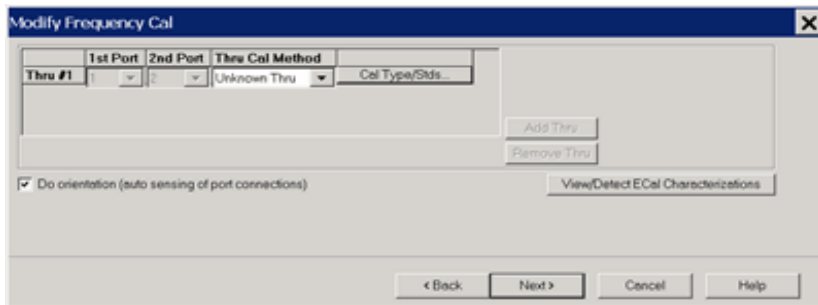 Modify Frequency Cal
1st Port 2nd Port Thru Cal Method
Thru #1 1 2 Unknown Thru Cal Type/Stds...
Add Thru
Remove Thru
Do orientation (auto sensing of port connections)
View/Detect ECal Characterizations
< Back Next > Cancel Help